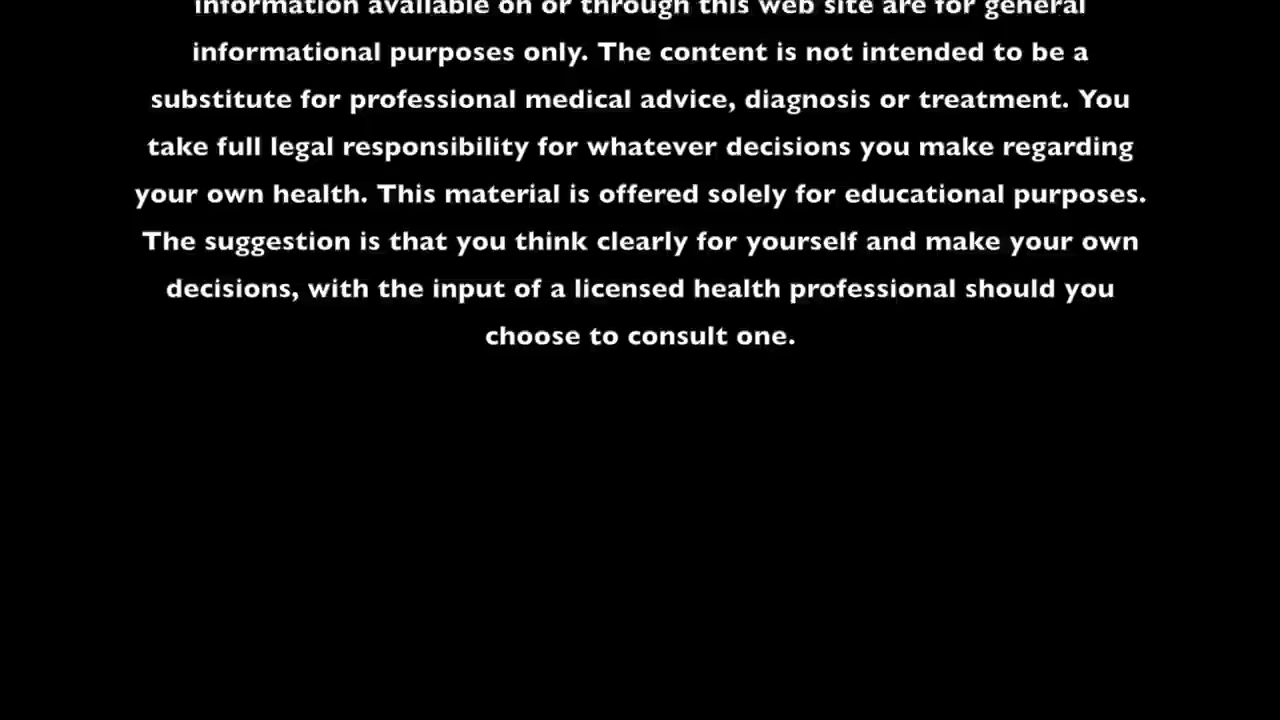 information available on or through this web site are for general
informational purposes only. The content is not intended to be a
substitute for professional medical advice, diagnosis or treatment. You
take full legal responsibility for whatever decisions you make regarding
your own health. This material is offered solely for educational purposes.
The suggestion is that you think clearly for yourself and make your own
decisions, with the input of a licensed health professional should you
choose to consult one.